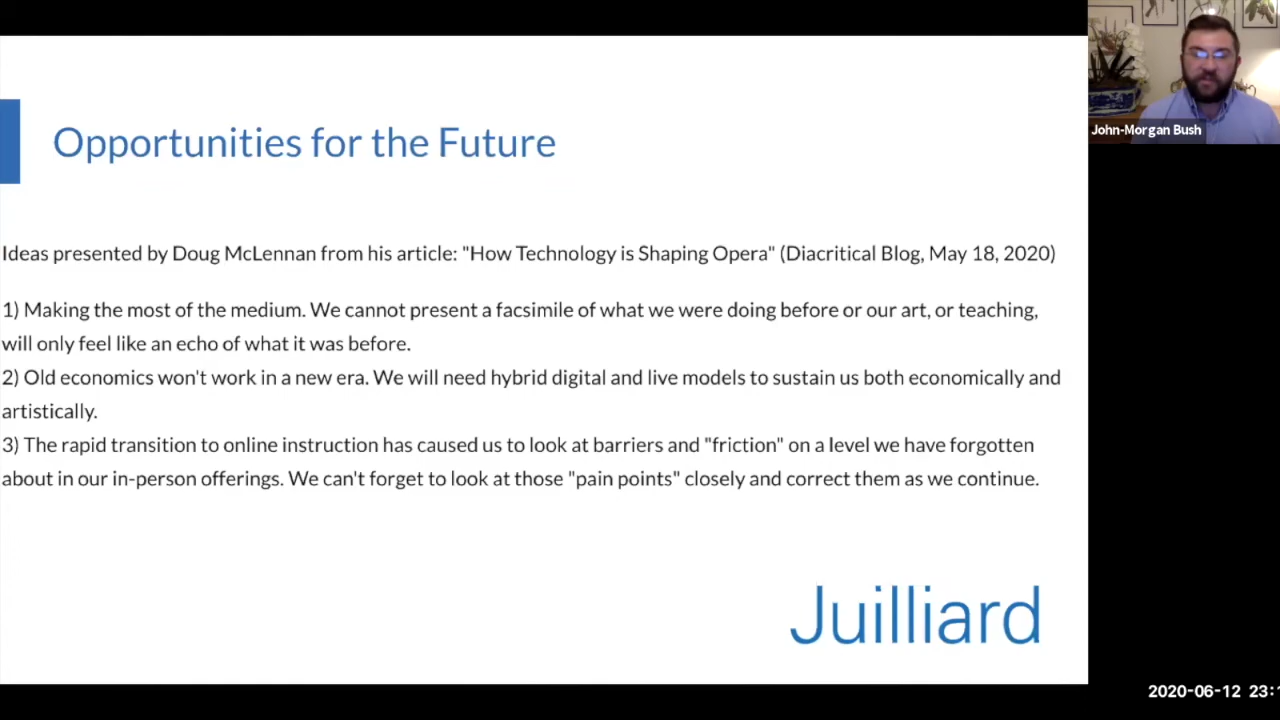 Opportunities for the Future
Ideas presented by Doug McLennan from his article: "How Technology is Shaping Opera" (Diacritical Blog, May 18, 2020)
1) Making the most of the medium. We cannot present a facsimile of what we were doing before or our art, or teaching,
will only feel like an echo of what it was before.
2) Old economics won't work in a new era. We will need hybrid digital and live models to sustain us both economically and
artistically.
3) The rapid transition to online instruction has caused us to look at barriers and "friction" on a level we have forgotten
about in our in-person offerings. We can't forget to look at those "pain points" closely and correct them as we continue.
Juilliard
John-Morgan Bush
2020-06-12 23: